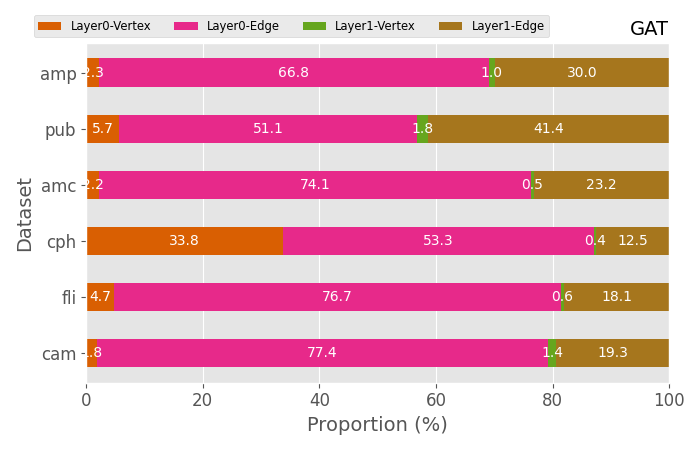 Layer0-Vertex Layer0-Edge Layer1-Vertex Layer1-Edge GAT
amp 2.3 66.8 1.0 30.0
pub 5.7 51.1 1.8 41.4
amc 2.2 74.1 0.5 23.2
cph 33.8 53.3 0.4 12.5
fli 4.7 76.7 0.6 18.1
cam 77.4 1.4 19.3
Dataset
0 20 40 60 80 100
Proportion (%)